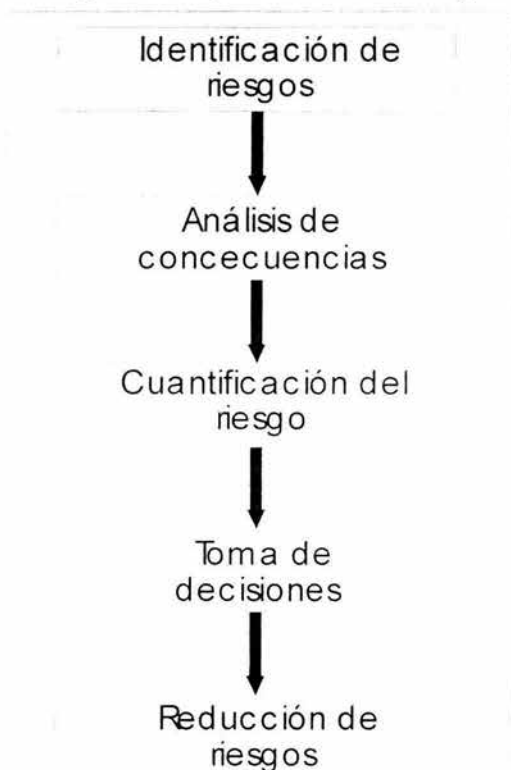 Identificación de
riesgos
Análisis de
concecuencias
Cuantificación del
riesgo
Toma de
decisiones
Reducción de
riesgos